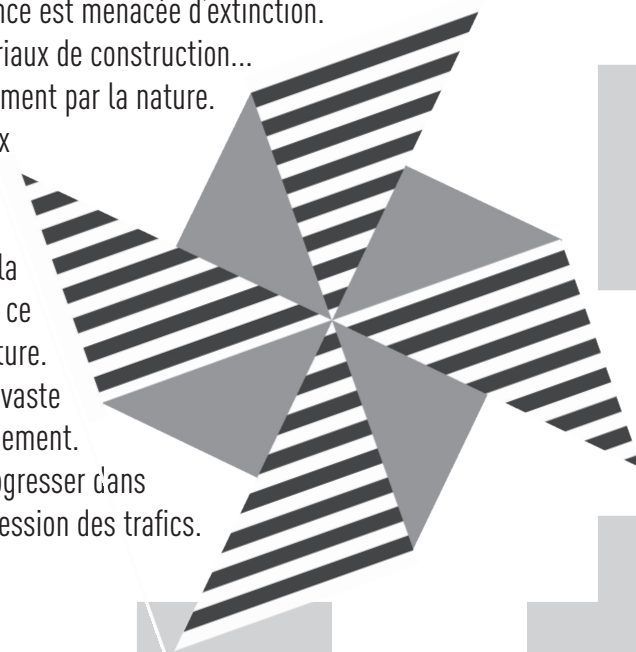 nce est menacée d'extinction.
riaux de construction...
ment par la nature.
x
la
ce
ture.
vaste
ement.
gresser dans
ession des trafics.